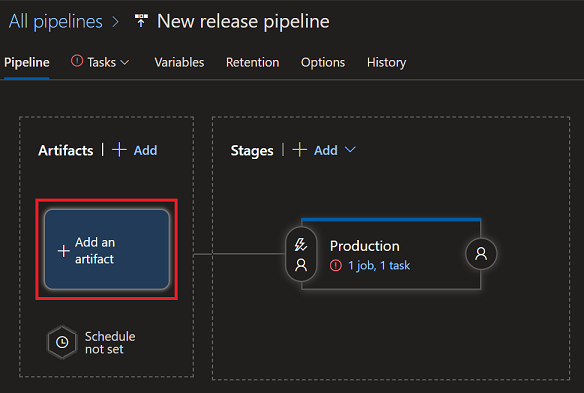 All pipelines > New release pipeline
Pipeline Tasks Variables Retention Options History
Artifacts | + Add
Stages | + Add
+ Add an
artifact
Schedule
not set
Production
1 job, 1 task